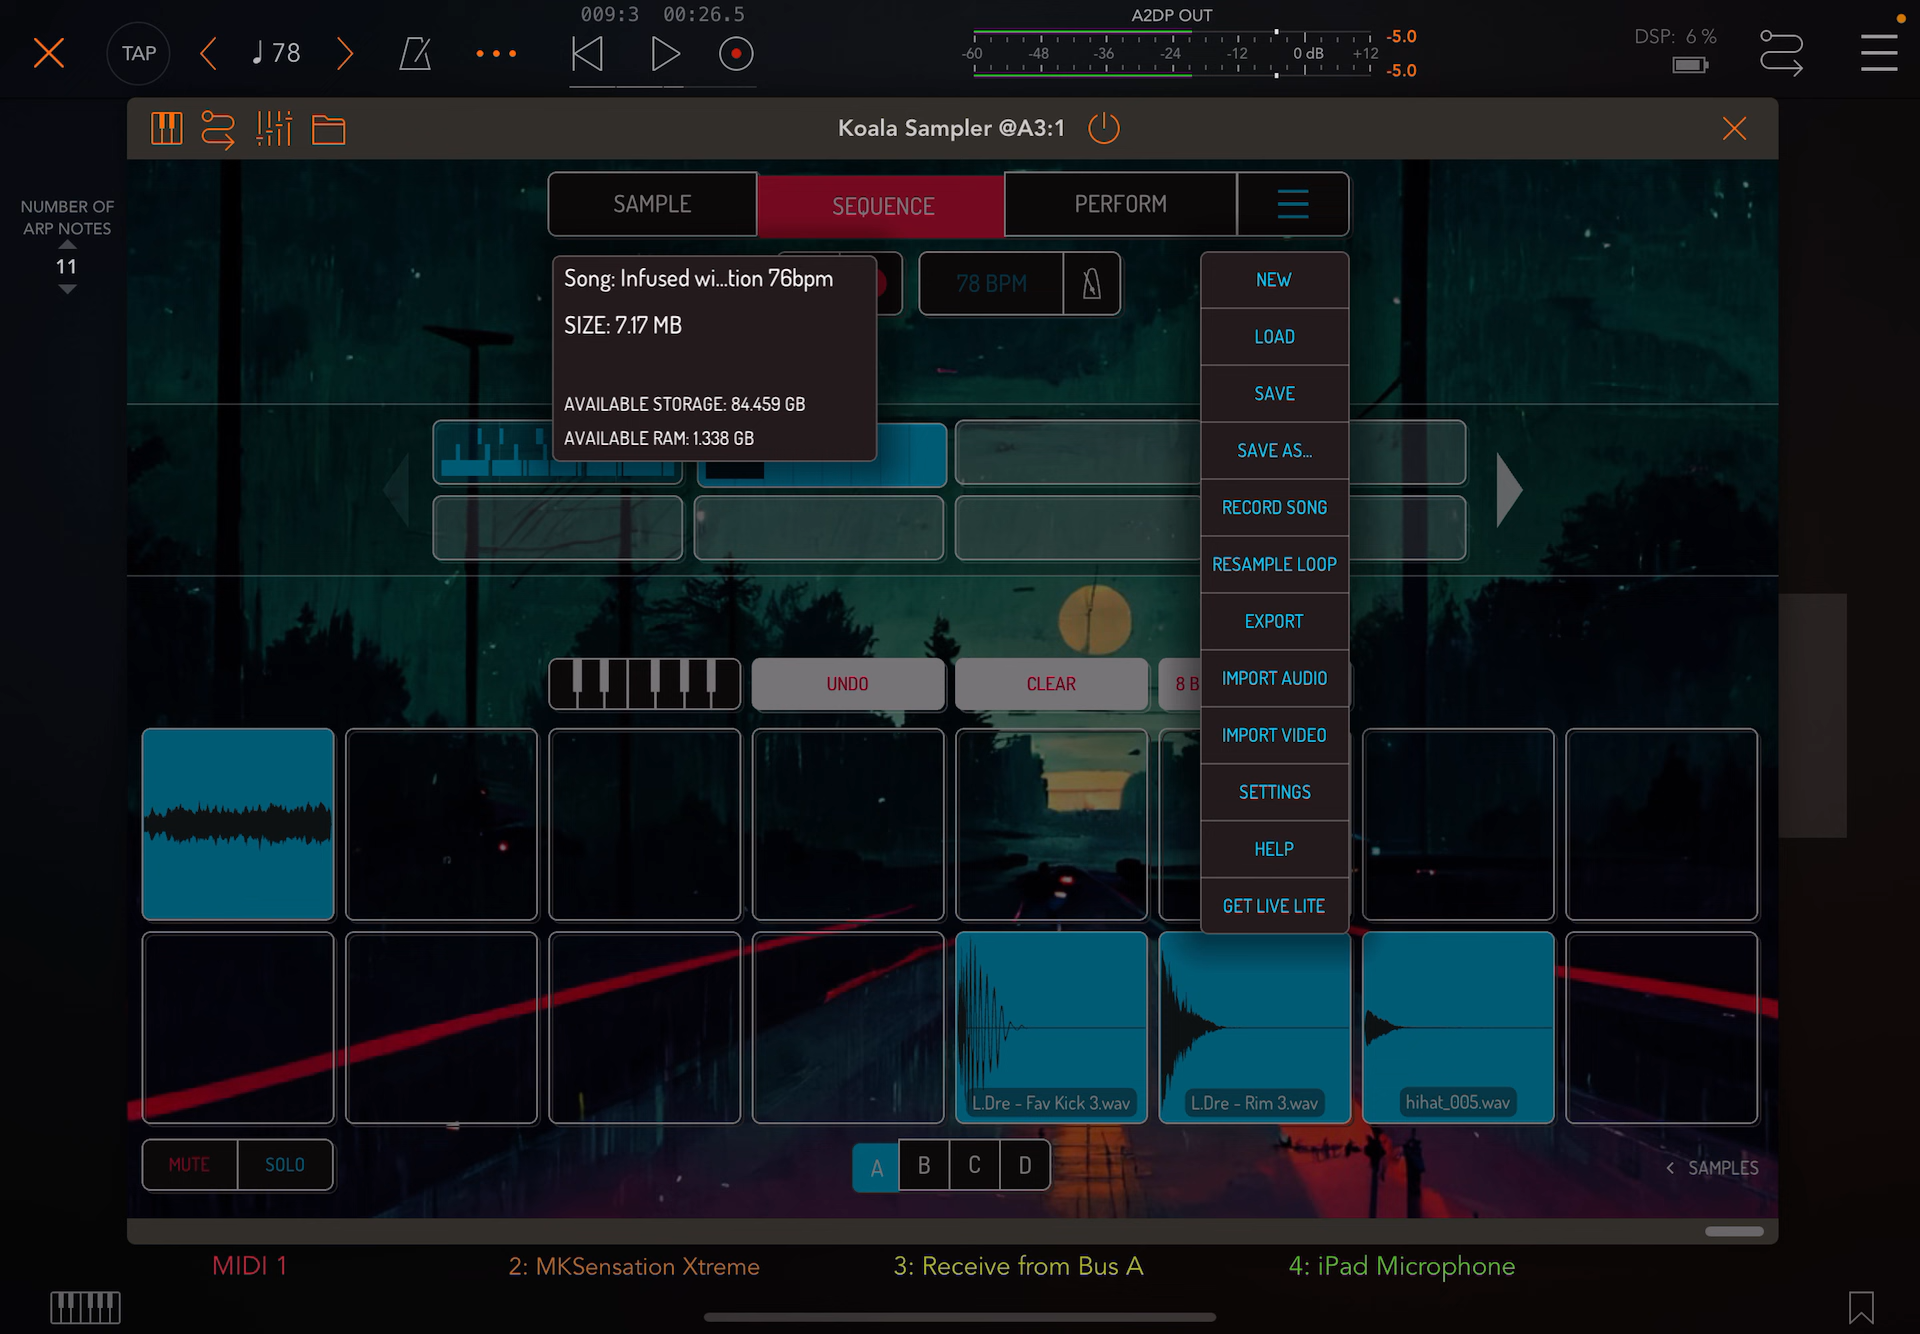 009:3 00:26.5
A2DP OUT
TAP
78
-60 -48 -36 -24 -12 0 dB +12
-5.0
-5.0
DSP: 6 %
Koala Sampler @A3:1
NUMBER OF
ARP NOTES
11
SAMPLE
SEQUENCE
PERFORM
Song: Infused wi...tion 76bpm
SIZE: 7.17 MB
AVAILABLE STORAGE: 84.459 GB
AVAILABLE RAM: 1.338 GB
78 BPM
NEW
LOAD
SAVE
SAVE AS...
RECORD SONG
RESAMPLE LOOP
EXPORT
IMPORT AUDIO
IMPORT VIDEO
SETTINGS
HELP
GET LIVE LITE
UNDO
CLEAR
8 B
L.Dre - Fav Kick 3.wav
L.Dre - Rim 3.wav
hihat_005.wav
MUTE
SOLO
A
B
C
D
< SAMPLES
MIDI 1
2: MKSensation Xtreme
3: Receive from Bus A
4: iPad Microphone